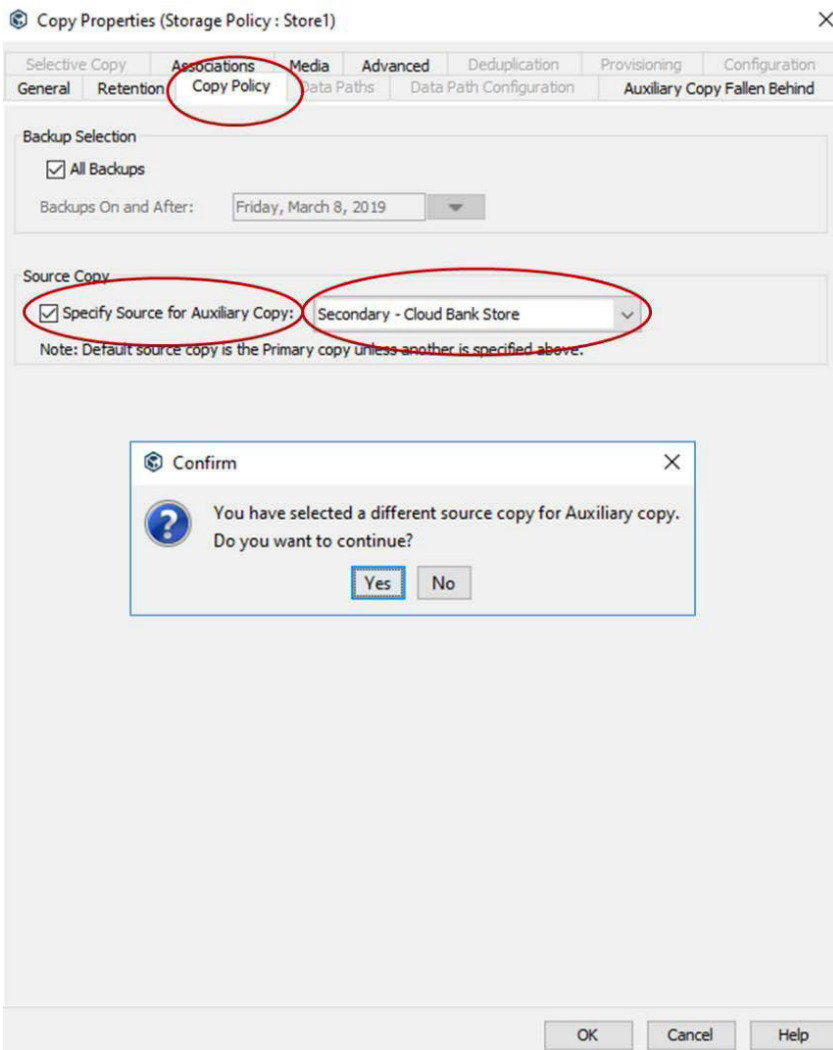 Copy Properties (Storage Policy : Store1)
Selective Copy Associations Media Advanced Deduplication Provisioning Configuration
General Retention Copy Policy Data Paths Data Path Configuration Auxiliary Copy Fallen Behind
Backup Selection
All Backups
Backups On and After: Friday, March 8, 2019
Source Copy
Specify Source for Auxiliary Copy: Secondary - Cloud Bank Store
Note: Default source copy is the Primary copy unless another is specified above.
Confirm
You have selected a different source copy for Auxiliary copy.
Do you want to continue?
Yes No
OK Cancel Help